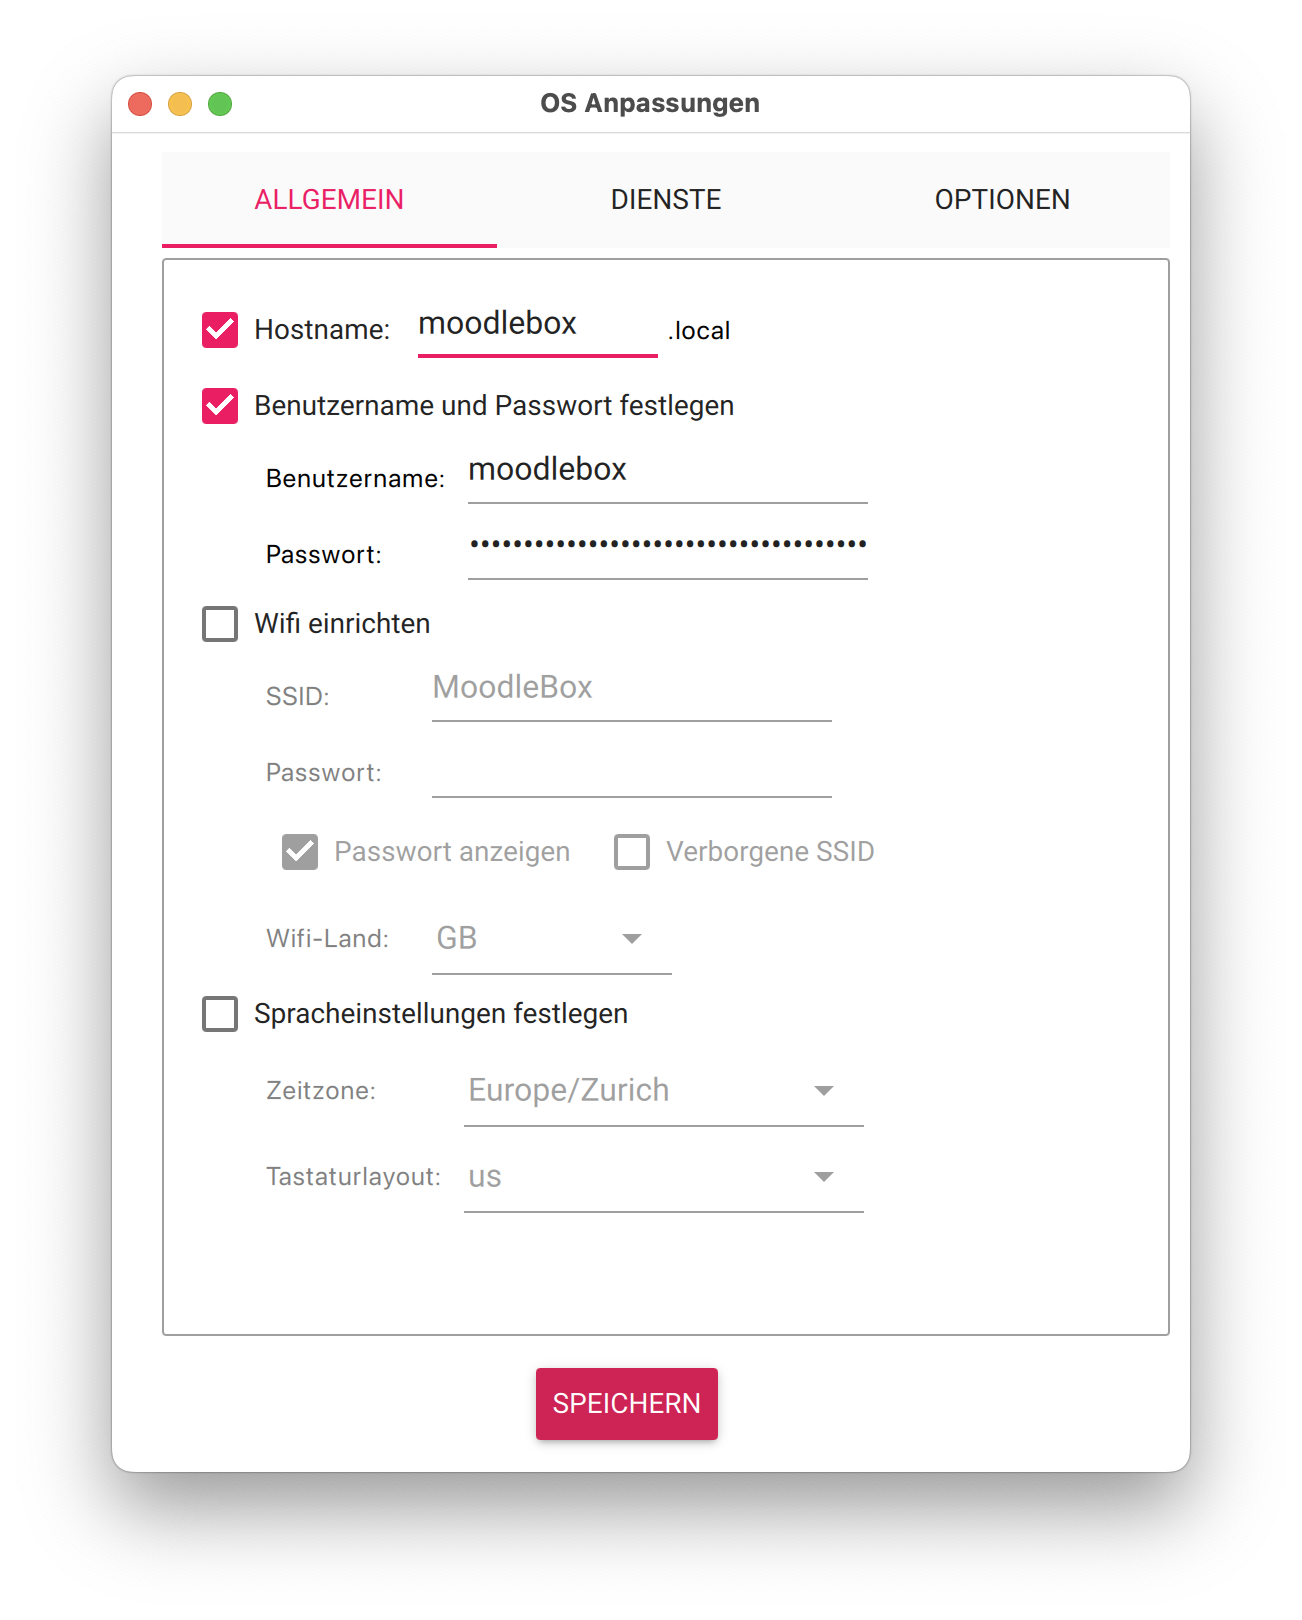 OS Anpassungen
ALLGEMEIN DIENSTE OPTIONEN
Hostname: moodlebox .local
Benutzername und Passwort festlegen
Benutzername: moodlebox
Passwort: •••••••••••••••••••••••••••••••••••••
Wifi einrichten
SSID: MoodleBox
Passwort:
Passwort anzeigen Verborgene SSID
Wifi-Land: GB
Spracheinstellungen festlegen
Zeitzone: Europe/Zurich
Tastaturlayout: us
SPEICHERN